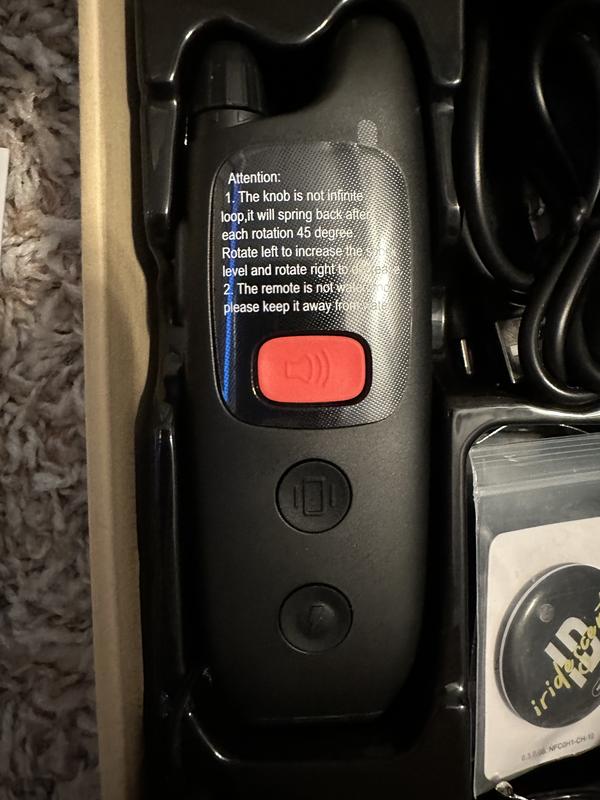 Attention:
1. The knob is not infinite
loop,it will spring back after
each rotation 45 degree.
Rotate left to increase the
level and rotate right to
2. The remote is not
please keep it away from
ID